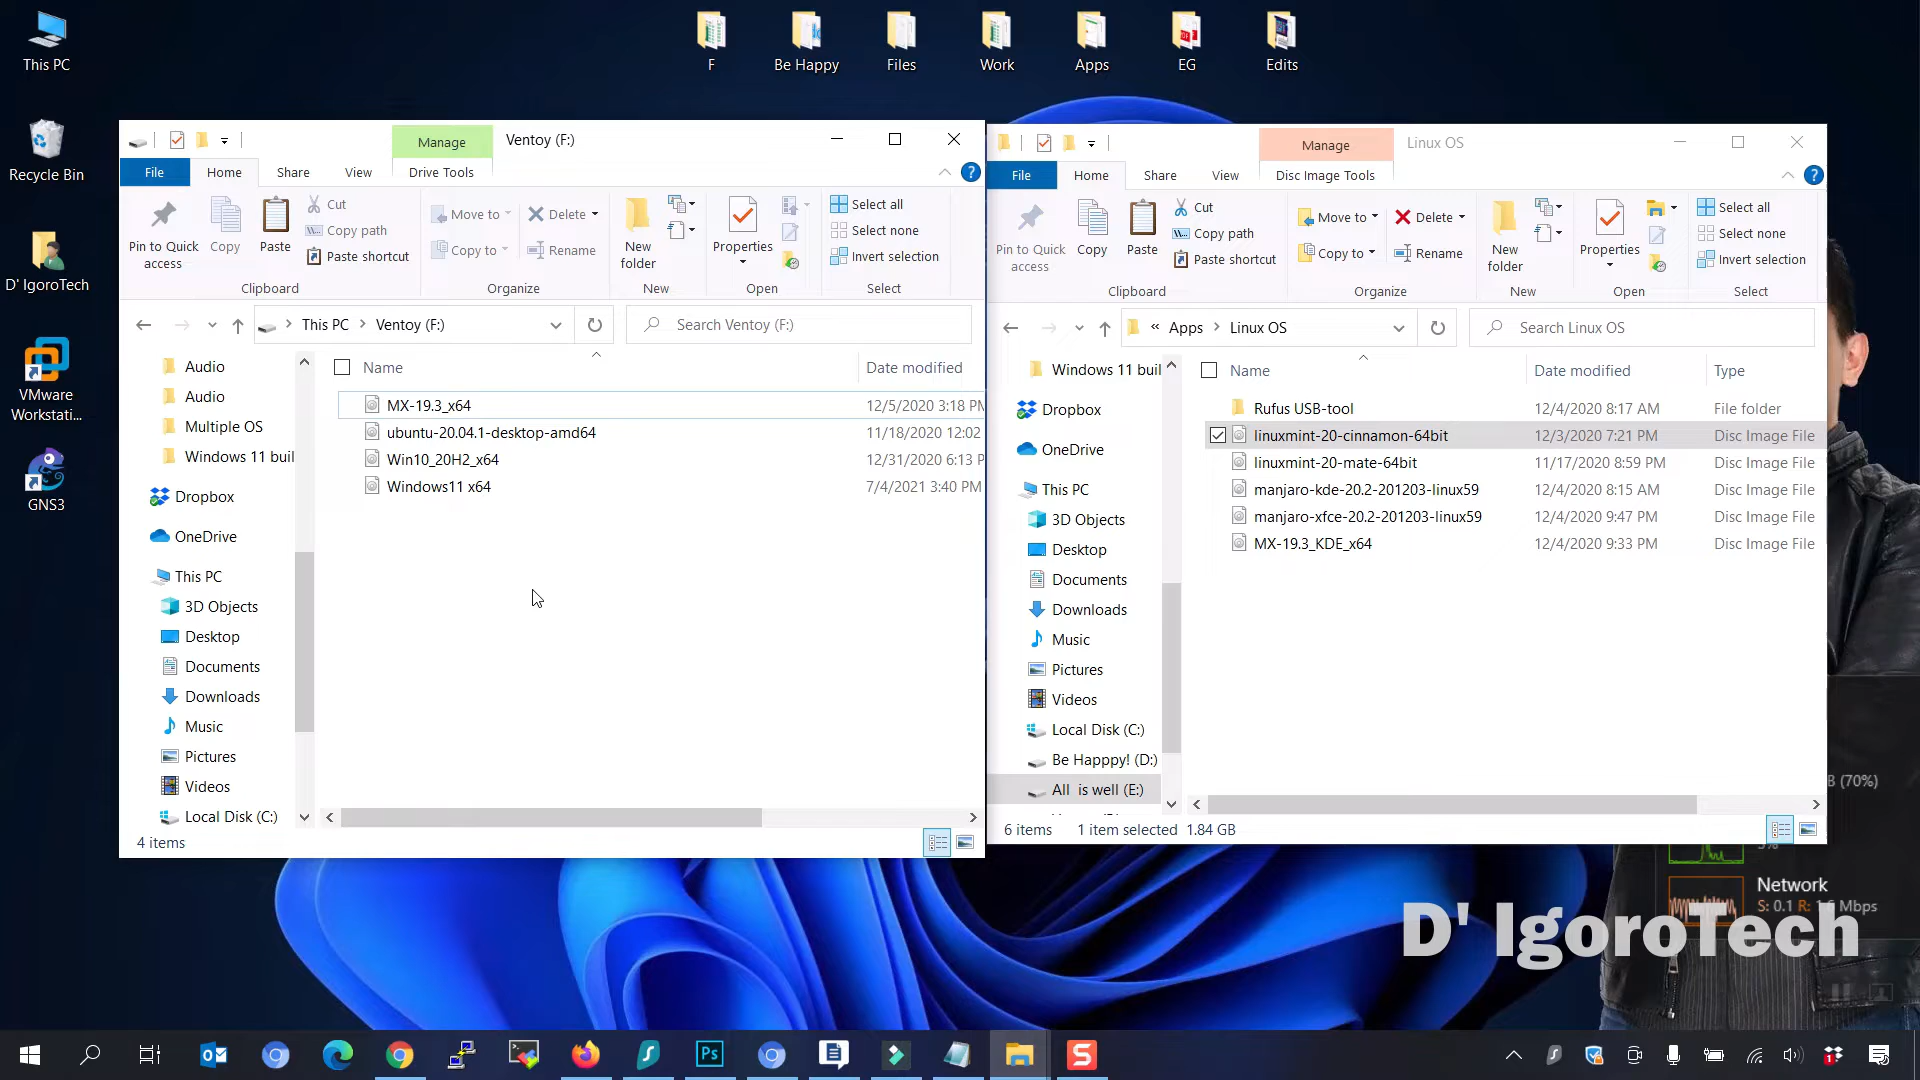 This PC
Recycle Bin
D' IgoroTech
VMware
Workstati...
GNS3
F
Be Happy
Files
Work
Apps
EG
Edits
Manage
Ventoy (F:)
File
Home
Share
View
Drive Tools
Pin to Quick
access
Copy
Paste
Cut
Copy path
Paste shortcut
Clipboard
Move to
Copy to
Delete
Rename
Organize
New
folder
New
Properties
Open
Select all
Select none
Invert selection
Select
This PC
Ventoy (F:)
Search Ventoy (F:)
Audio
Audio
Multiple OS
Windows 11 buil
Dropbox
OneDrive
This PC
3D Objects
Desktop
Documents
Downloads
Music
Pictures
Videos
Local Disk (C:)
Name
Date modified
MX-19.3_x64
12/5/2020 3:18 PM
ubuntu-20.04.1-desktop-amd64
11/18/2020 12:02
Win10_20H2_x64
12/31/2020 6:13 P
Windows11 x64
7/4/2021 3:40 PM
4 items
Manage
Linux OS
File
Home
Share
View
Disc Image Tools
Pin to Quick
access
Copy
Paste
Cut
Copy path
Paste shortcut
Clipboard
Move to
Copy to
Delete
Rename
Organize
New
folder
New
Properties
Open
Select all
Select none
Invert selection
Select
« Apps
Linux OS
Search Linux OS
Windows 11 buil
Dropbox
OneDrive
This PC
3D Objects
Desktop
Documents
Downloads
Music
Pictures
Videos
Local Disk (C:)
Be Happpy! (D:)
All is well (E:)
Name
Date modified
Type
Rufus USB-tool
12/4/2020 8:17 AM
File folder
linuxmint-20-cinnamon-64bit
12/3/2020 7:21 PM
Disc Image File
linuxmint-20-mate-64bit
11/17/2020 8:59 PM
Disc Image File
manjaro-kde-20.2-201203-linux59
12/4/2020 8:15 AM
Disc Image File
manjaro-xfce-20.2-201203-linux59
12/4/2020 9:47 PM
Disc Image File
MX-19.3_KDE_x64
12/4/2020 9:33 PM
Disc Image File
6 items
1 item selected 1.84 GB
B (70%)
Network
S: 0.1 R: Mbps
D' IgoroTech
Ps
S